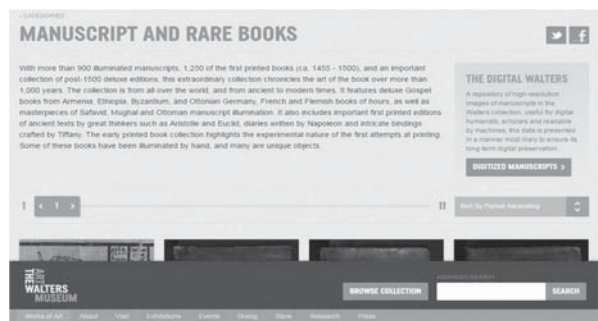 ‹ CATEGORIES
MANUSCRIPT AND RARE BOOKS
With more than 900 illuminated manuscripts, 1,250 of the first printed books (ca. 1455 - 1500), and an important
collection of post-1500 deluxe editions, this extraordinary collection chronicles the art of the book over more than
1,000 years. The collection is from all over the world, and from ancient to modern times. It features deluxe Gospel
books from Armenia, Ethiopia, Byzantium, and Ottonian Germany, French and Flemish books of hours, as well as
masterpieces of Safavid, Mughal and Ottoman manuscript illumination. It also includes important first printed editions
of ancient texts by great thinkers such as Aristotle and Euclid, diaries written by Napoleon and intricate bindings
crafted by Tiffany. The early printed book collection highlights the experimental nature of the first attempts at printing.
Some of these books have been illuminated by hand, and many are unique objects.
THE DIGITAL WALTERS
A repository of high-resolution
images of manuscripts in the
Walters collection, useful for digital
humanists, scholars and readable
by machines, this data is presented
in a manner most likely to ensure its
long-term digital preservation.
DIGITIZED MANUSCRIPTS ›
1 ‹ 1 › 11
Sort By Period Ascending
THE WALTERS ART MUSEUM
BROWSE COLLECTION
ADVANCED SEARCH
SEARCH
Works of Art About Visit Exhibitions Events Giving Store Research Press